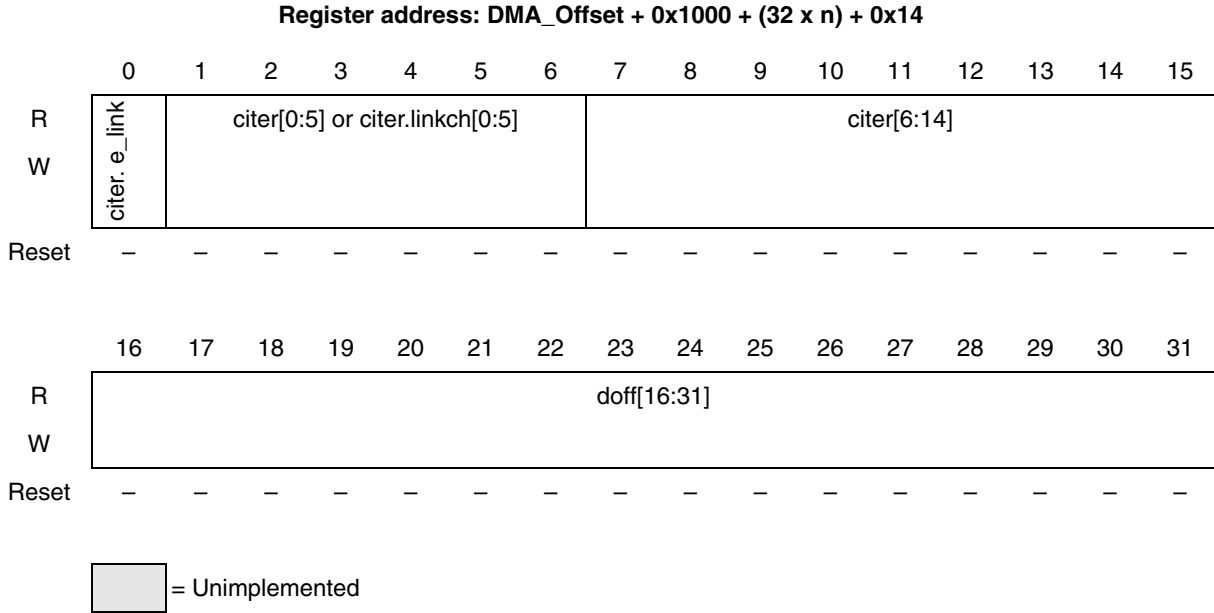 Register address: DMA_Offset + 0x1000 + (32 x n) + 0x14
0 1 2 3 4 5 6 7 8 9 10 11 12 13 14 15
R citer. e_link citer[0:5] or citer.linkch[0:5] citer[6:14]
W
Reset – – – – – – – – – – – – – – – –
16 17 18 19 20 21 22 23 24 25 26 27 28 29 30 31
R doff[16:31]
W
Reset – – – – – – – – – – – – – – – –
= Unimplemented